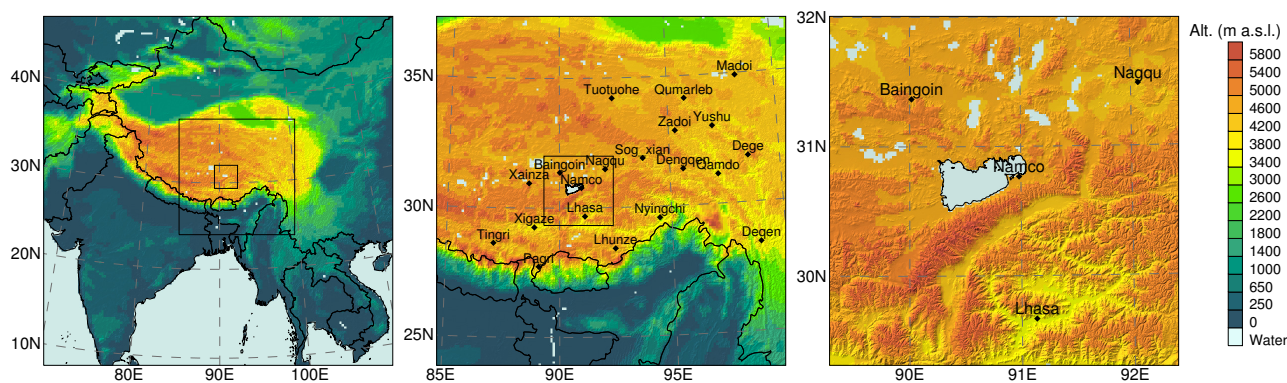 40N
30N
20N
10N
80E
90E
100E
35N
30N
25N
85E
90E
95E
Madoi
Tuotuohe
Qumarleb
Zadoi
Yushu
Sog_xian
Dege
Baingoin
Nagqu
Dengqen
Qamdo
Xainza
Namco
Lhasa
Nyingchi
Xigaze
Tingri
Lhunze
Deqen
Pagri
32N
31N
30N
90E
91E
92E
Nagqu
Baingoin
Namco
Lhasa
Alt. (m a.s.l.)
5800
5400
5000
4600
4200
3800
3400
3000
2600
2200
1800
1400
1000
650
250
0
Water